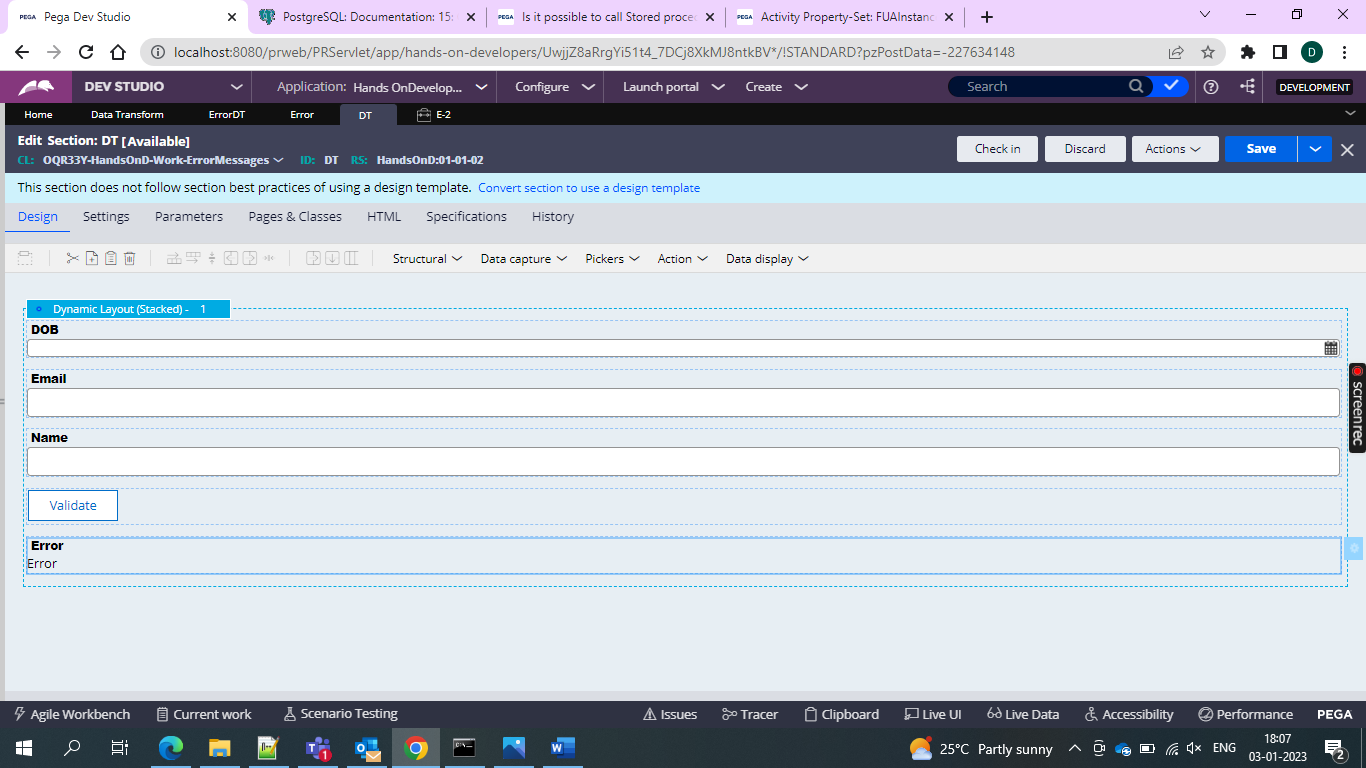 PEGA Pega Dev Studio
PostgreSQL: Documentation: 15:
PEGA Is it possible to call Stored proce
PEGA Activity Property-Set: FUAInstanc
localhost:8080/prweb/PRServlet/app/hands-on-developers/UwjjZ8aRrgYi51t4_7DCj8XkMJ8ntkBV*/!STANDARD?pzPostData=-227634148
D
DEV STUDIO
Application: Hands OnDevelop...
Configure
Launch portal
Create
Search
DEVELOPMENT
Home
Data Transform
ErrorDT
Error
DT
E-2
Edit Section: DT [Available]
CL: OQR33Y-HandsOnD-Work-ErrorMessages ID: DT RS: HandsOnD:01-01-02
Check in
Discard
Actions
Save
This section does not follow section best practices of using a design template. Convert section to use a design template
Design
Settings
Parameters
Pages & Classes
HTML
Specifications
History
Structural
Data capture
Pickers
Action
Data display
Dynamic Layout (Stacked) - 1
DOB
Email
Name
Validate
Error
Error
screenrec
Agile Workbench
Current work
Scenario Testing
Issues
Tracer
Clipboard
Live UI
Live Data
Accessibility
Performance
PEGA
1
25°C Partly sunny
ENG
18:07
03-01-2023
2